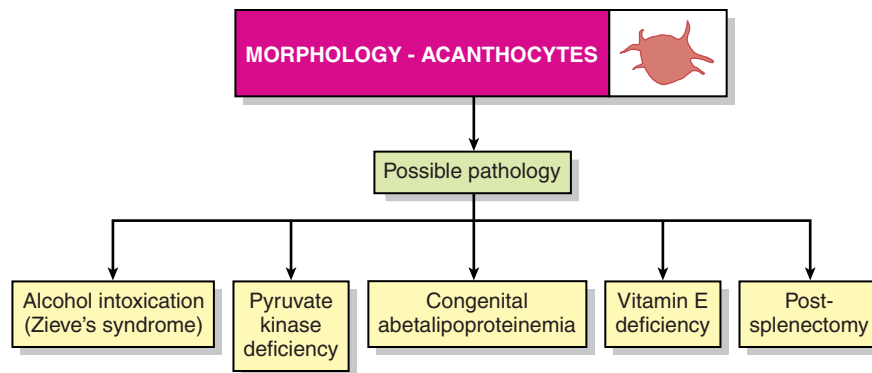 MORPHOLOGY - ACANTHOCYTES
Possible pathology
Alcohol intoxication
(Zieve's syndrome)
Pyruvate
kinase
deficiency
Congenital
abetalipoproteinemia
Vitamin E
deficiency
Post-
splenectomy